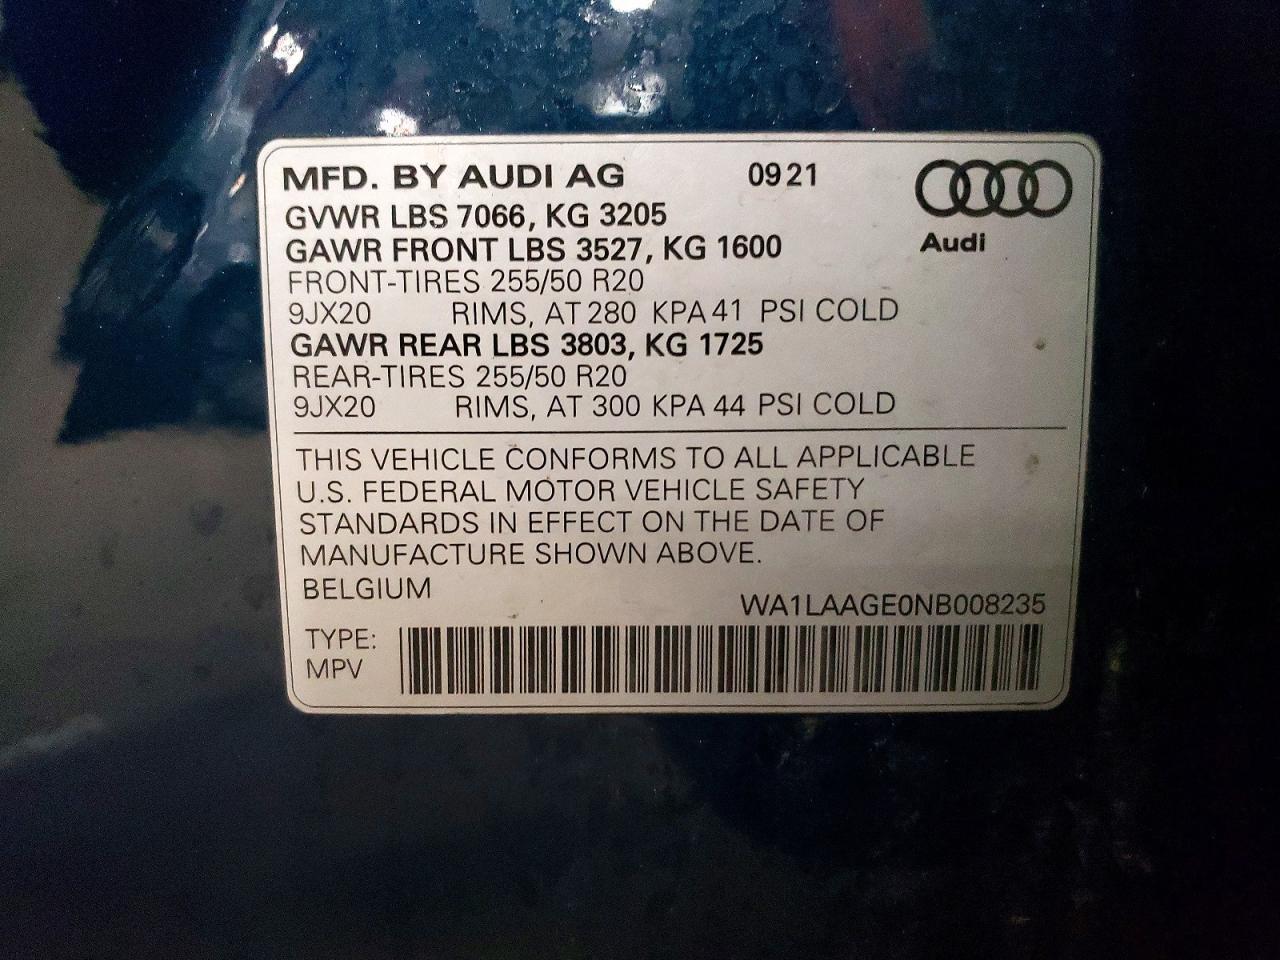 MFD. BY AUDI AG 09 21
GVWR LBS 7066, KG 3205
GAWR FRONT LBS 3527, KG 1600
Audi
FRONT-TIRES 255/50 R20
9JX20 RIMS, AT 280 KPA 41 PSI COLD
GAWR REAR LBS 3803, KG 1725
REAR-TIRES 255/50 R20
9JX20 RIMS, AT 300 KPA 44 PSI COLD
THIS VEHICLE CONFORMS TO ALL APPLICABLE
U.S. FEDERAL MOTOR VEHICLE SAFETY
STANDARDS IN EFFECT ON THE DATE OF
MANUFACTURE SHOWN ABOVE.
BELGIUM
WA1LAAGE0NB008235
TYPE:
MPV